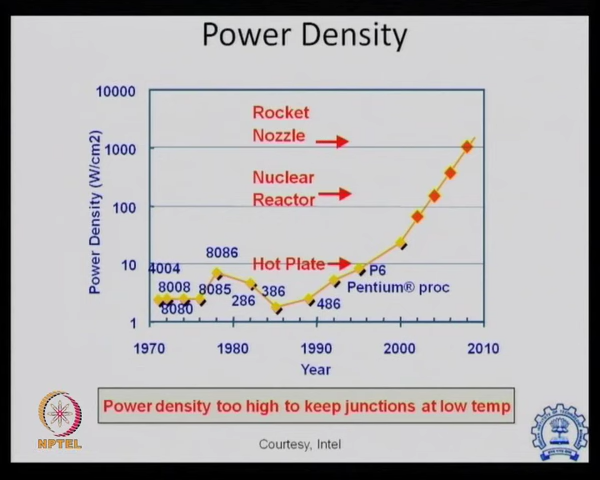 Power Density
10000
1000
100
10
1
Power Density (W/cm2)
Rocket
Nozzle
Nuclear
Reactor
Hot Plate
4004
8008
8080
8085
8086
286
386
486
P6
Pentium® proc
1970
1980
1990
2000
2010
Year
Power density too high to keep junctions at low temp
Courtesy, Intel
NPTEL